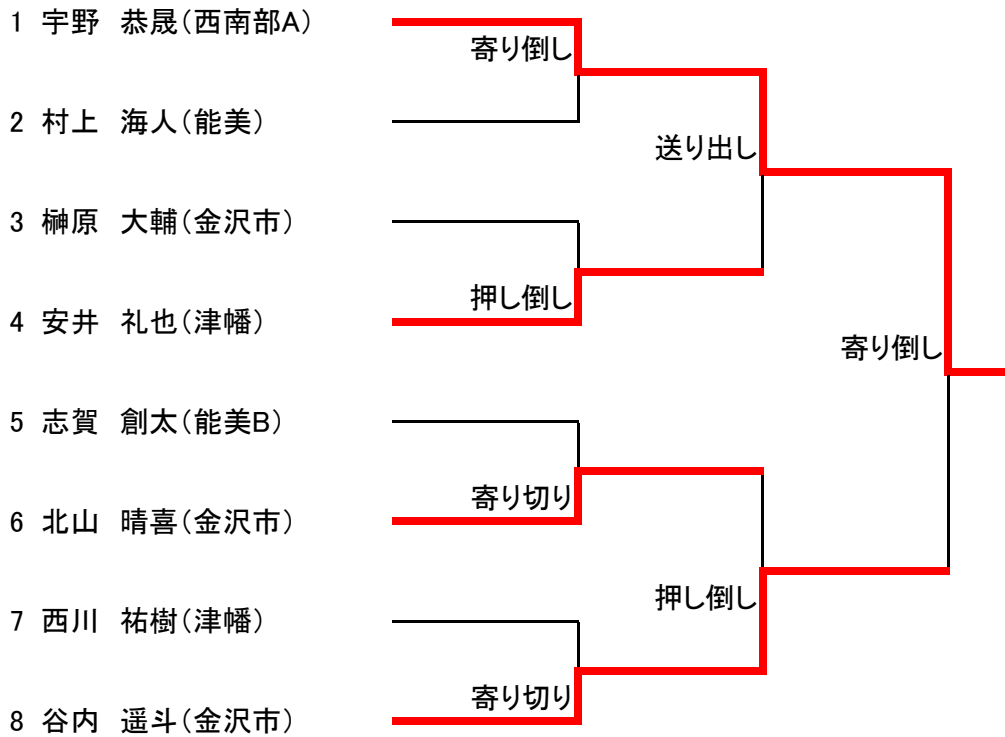 1 宇野 恭晟(西南部A)
寄り倒し
2 村上 海人(能美)
送り出し
3 榊原 大輔(金沢市)
押し倒し
4 安井 礼也(津幡)
寄り倒し
5 志賀 創太(能美B)
寄り切り
6 北山 晴喜(金沢市)
押し倒し
7 西川 祐樹(津幡)
寄り切り
8 谷内 遥斗(金沢市)